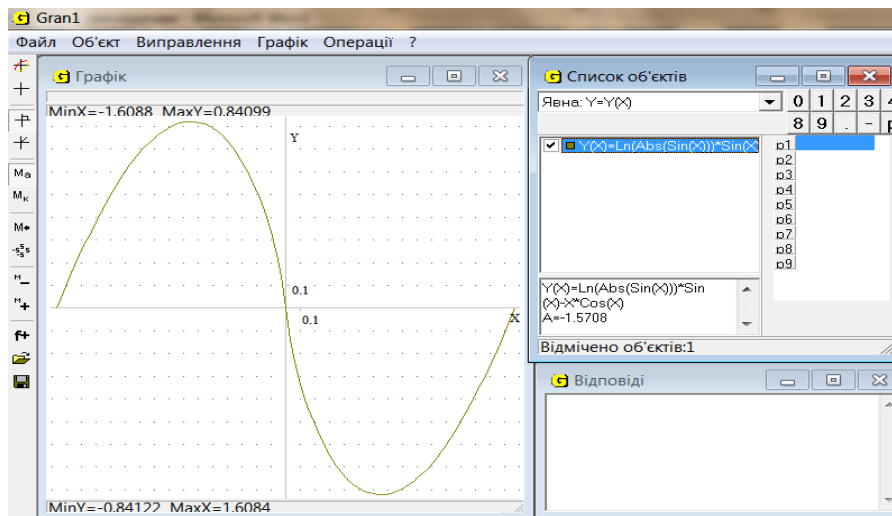 Gran1
Файл Об'єкт Виправлення Графік Операції ?
Графік
MinX=-1.6088 MaxY=0.84099
Y
0.1
0.1
X
MinY=-0.84122 MaxX=1.6084
Ma
Мк
М
М
М
f+
Список об'єктів
Явна: Y=Y(X)
0 1 2 3 4
8 9 . -
Y(X)=Ln(Abs(Sin(X)))*Sin(X)
p1
p2
p3
p4
p5
p6
p7
p8
p9
Y(X)=Ln(Abs(Sin(X)))*Sin
(X)-X*Cos(X)
A=-1.5708
Відмічено об'єктів:1
Відповіді